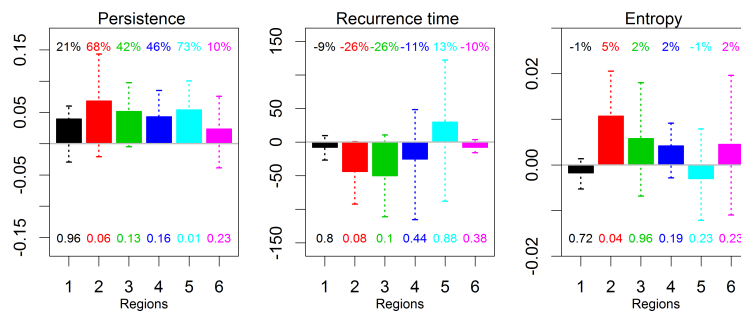 Persistence
21% 68% 42% 46% 73% 10%
0.15
0.05
-0.05
-0.15
0.96 0.06 0.13 0.16 0.01 0.23
1 2 3 4 5 6
Regions
Recurrence time
-9% -26% -26% -11% 13% -10%
150
50
0
-50
-150
0.8 0.08 0.1 0.44 0.88 0.38
1 2 3 4 5 6
Regions
Entropy
-1% 5% 2% 2% -1% 2%
0.02
0.00
-0.02
0.72 0.04 0.96 0.19 0.23 0.23
1 2 3 4 5 6
Regions